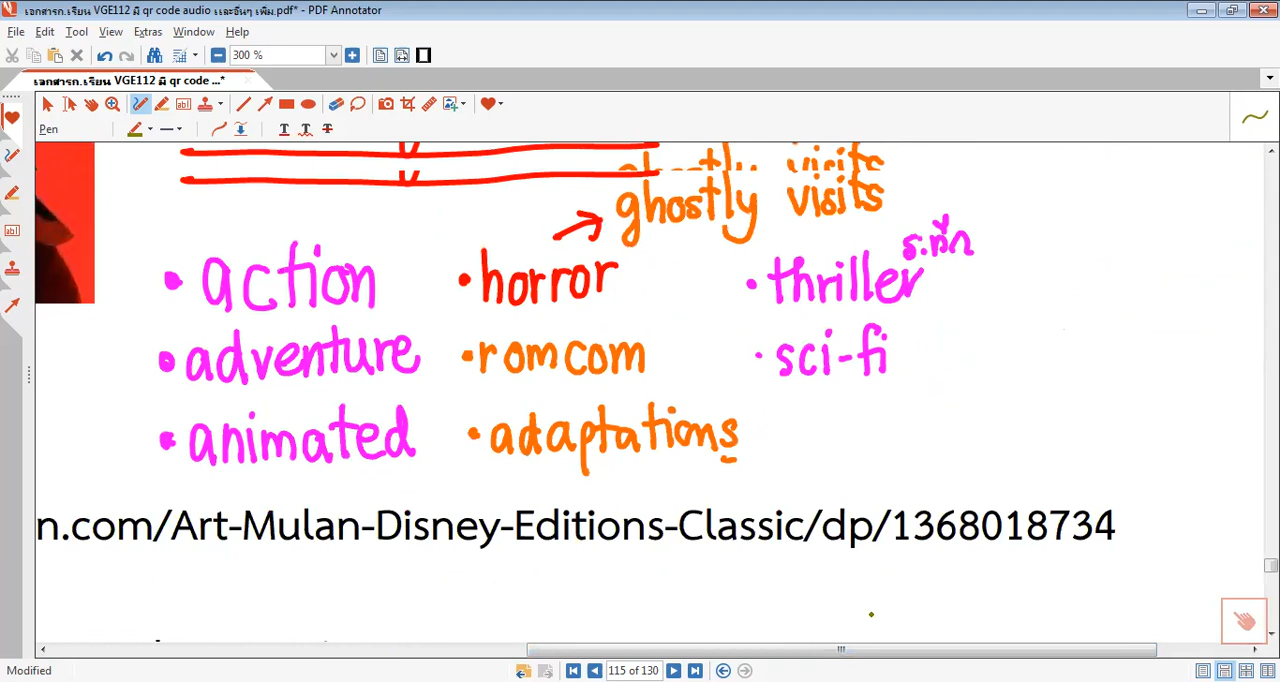 เอกสารก.เรียน VGE112 มี qr code audio และอื่นๆ เพิ่ม.pdf* - PDF Annotator
File Edit Tool View Extras Window Help
300 %
เอกสารก.เรียน VGE112 มี qr code ...*
Pen
ghostly visits
• action • horror • thriller
• adventure • romcom • sci-fi
• animated • adaptations
n.com/Art-Mulan-Disney-Editions-Classic/dp/1368018734
115 of 130
Modified